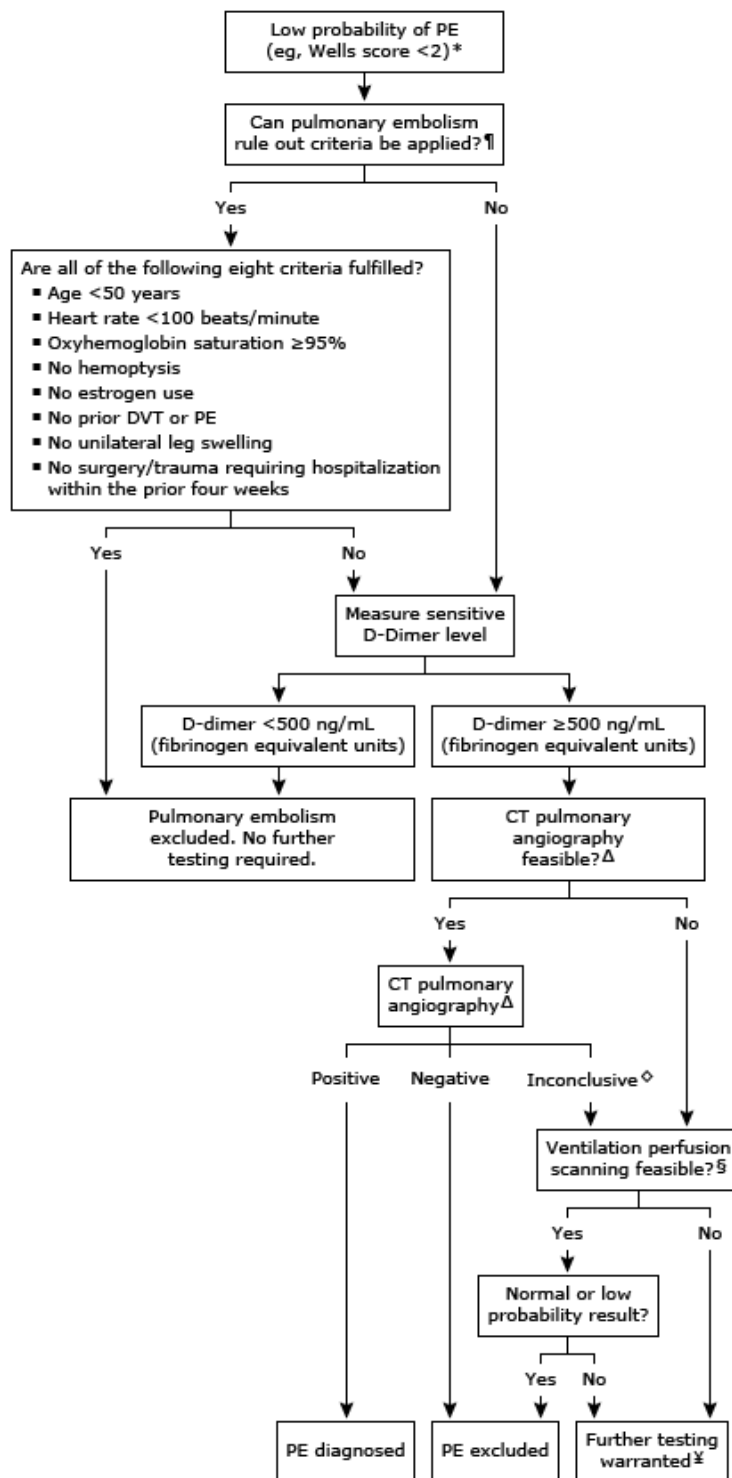 Low probability of PE
(eg, Wells score <2)*
Can pulmonary embolism
rule out criteria be applied?¶
Yes
No
Are all of the following eight criteria fulfilled?
▪ Age <50 years
▪ Heart rate <100 beats/minute
▪ Oxyhemoglobin saturation ≥95%
▪ No hemoptysis
▪ No estrogen use
▪ No prior DVT or PE
▪ No unilateral leg swelling
▪ No surgery/trauma requiring hospitalization
within the prior four weeks
Yes
No
Measure sensitive
D-Dimer level
D-dimer <500 ng/mL
(fibrinogen equivalent units)
D-dimer ≥500 ng/mL
(fibrinogen equivalent units)
Pulmonary embolism
excluded. No further
testing required.
CT pulmonary
angiography
feasible?Δ
Yes
No
CT pulmonary
angiographyΔ
Positive
Negative
Inconclusive◇
Ventilation perfusion
scanning feasible?§
Yes
No
Normal or low
probability result?
Yes
No
PE diagnosed
PE excluded
Further testing
warranted¥